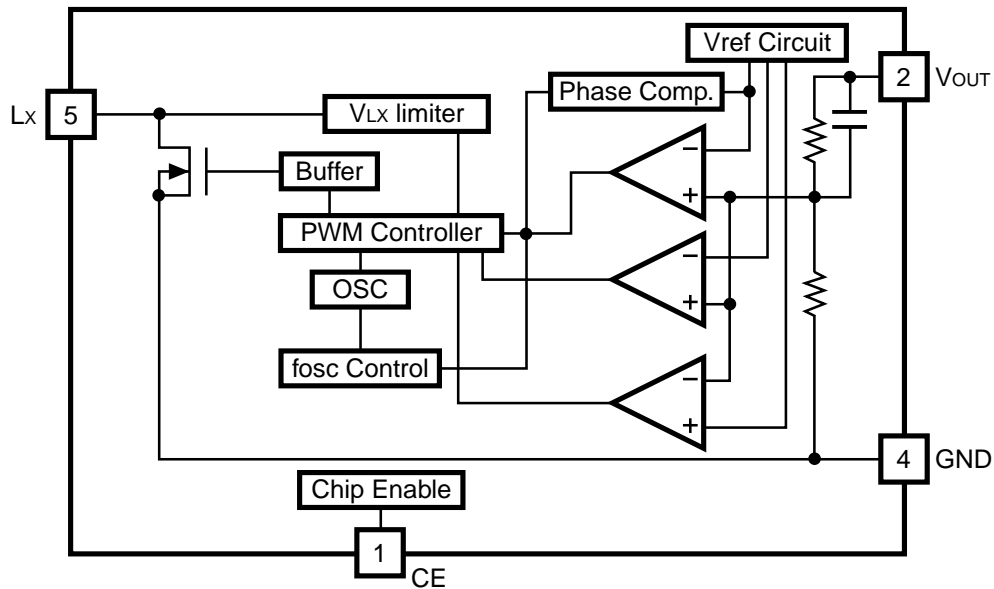 Vref Circuit
2
VOUT
Phase Comp.
LX
5
VLX limiter
−
Buffer
+
PWM Controller
−
OSC
+
fosc Control
−
+
4
GND
Chip Enable
1
CE